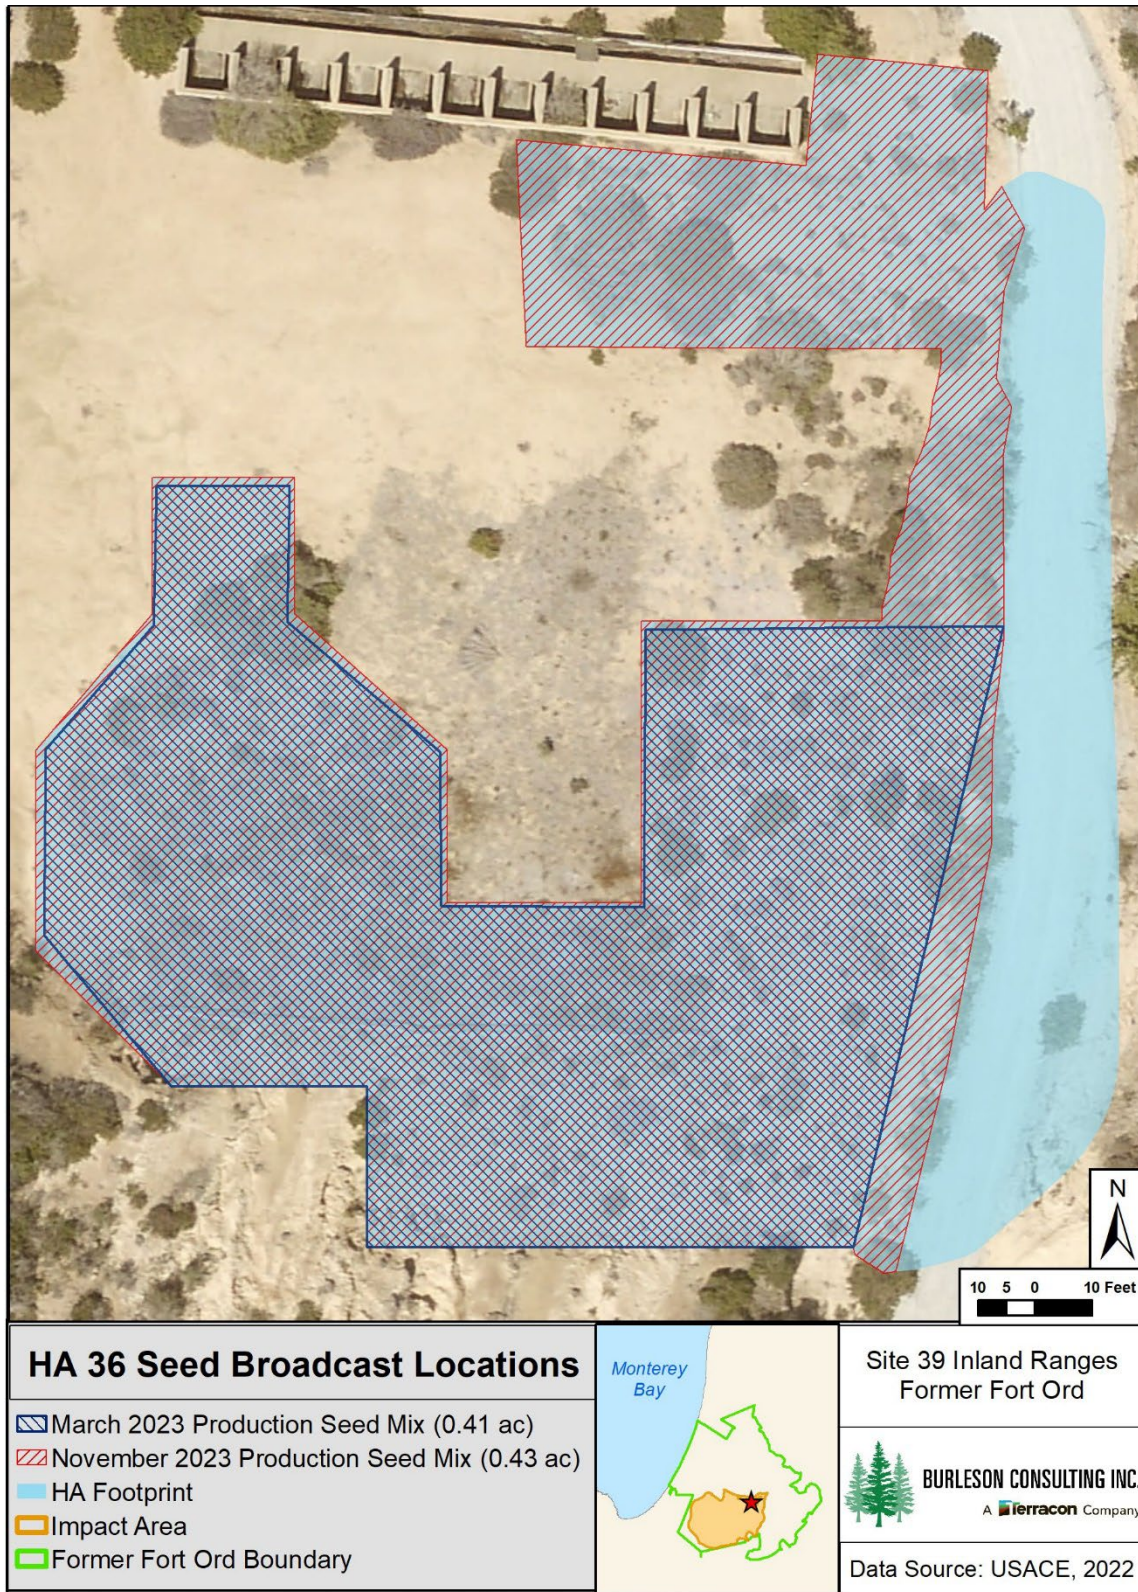 N
10 5 0 10 Feet
HA 36 Seed Broadcast Locations
March 2023 Production Seed Mix (0.41 ac)
November 2023 Production Seed Mix (0.43 ac)
HA Footprint
Impact Area
Former Fort Ord Boundary
Monterey
Bay
Site 39 Inland Ranges
Former Fort Ord
BURLESON CONSULTING INC.
A Terracon Company
Data Source: USACE, 2022